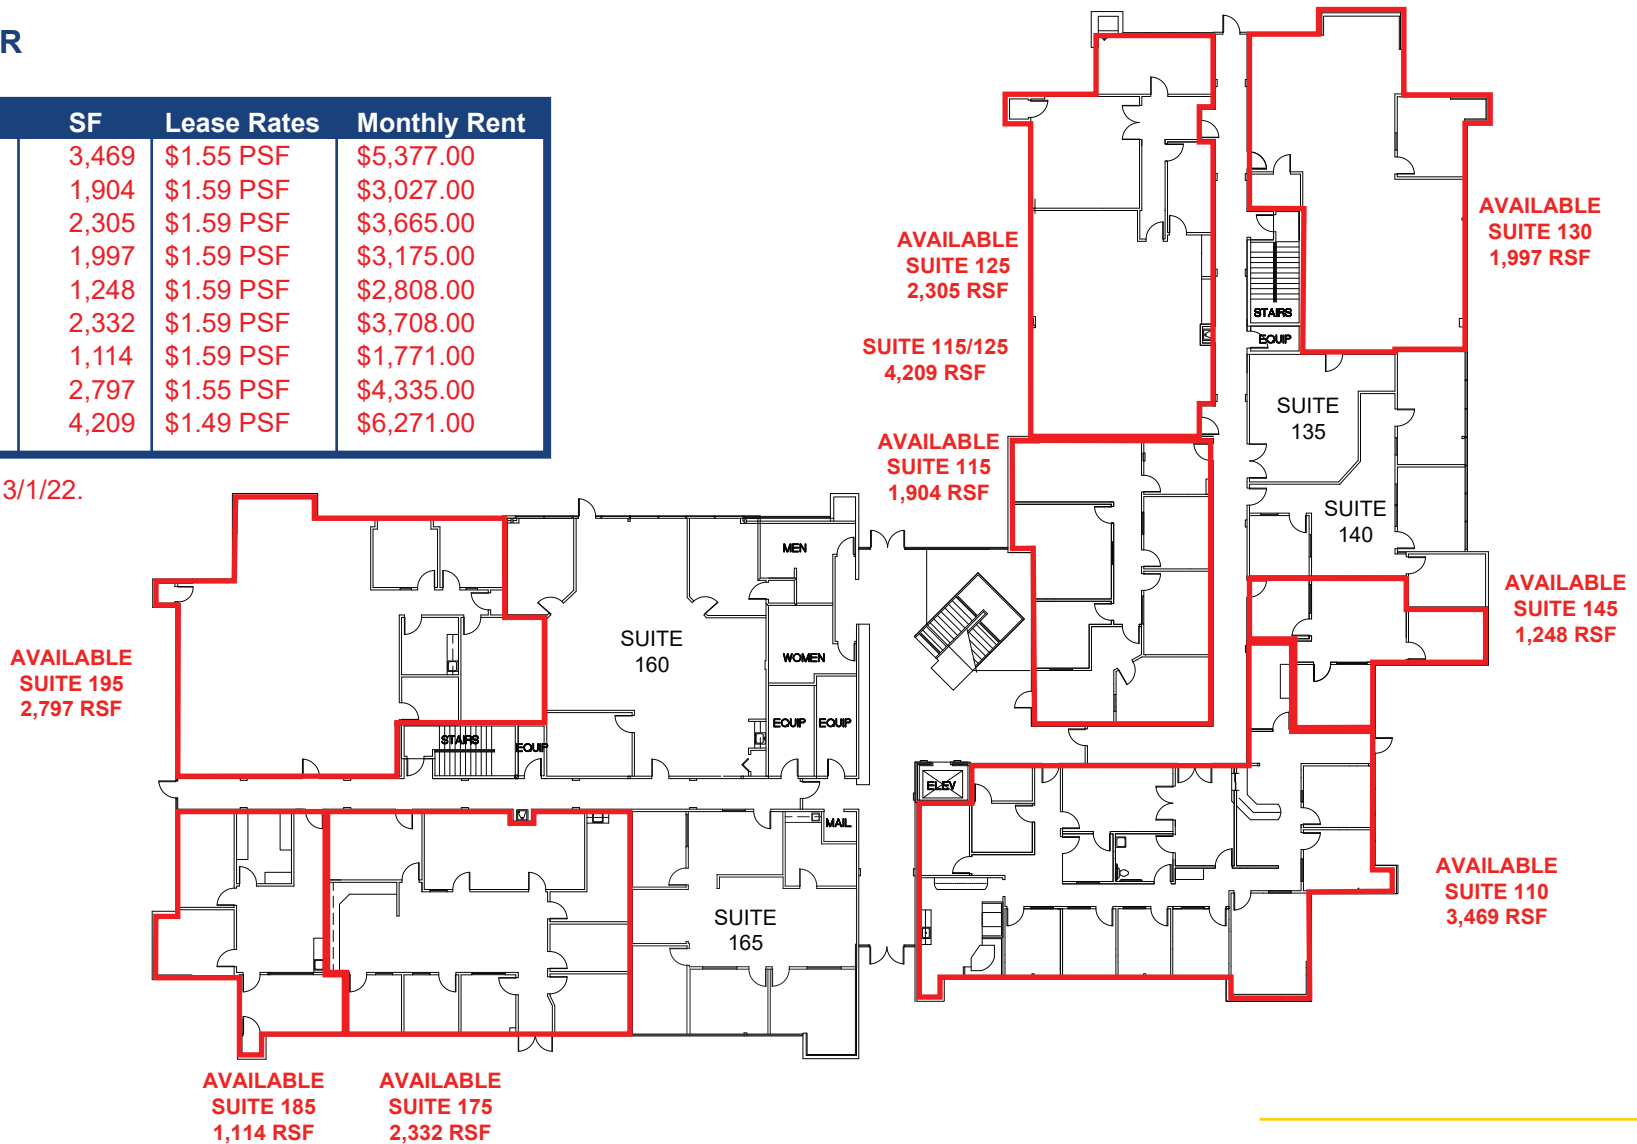 R
SF Lease Rates Monthly Rent
3,469 $1.55 PSF $5,377.00
1,904 $1.59 PSF $3,027.00
2,305 $1.59 PSF $3,665.00
1,997 $1.59 PSF $3,175.00
1,248 $1.59 PSF $2,808.00
2,332 $1.59 PSF $3,708.00
1,114 $1.59 PSF $1,771.00
2,797 $1.55 PSF $4,335.00
4,209 $1.49 PSF $6,271.00
3/1/22.
AVAILABLE
SUITE 125
2,305 RSF
SUITE 115/125
4,209 RSF
AVAILABLE
SUITE 115
1,904 RSF
AVAILABLE
SUITE 130
1,997 RSF
STAIRS
EQUIP
SUITE
135
SUITE
140
AVAILABLE
SUITE 145
1,248 RSF
AVAILABLE
SUITE 195
2,797 RSF
SUITE
160
MEN
WOMEN
EQUIP
EQUIP
STAIRS
EQUIP
ELEV
MAIL
SUITE
165
AVAILABLE
SUITE 110
3,469 RSF
AVAILABLE
SUITE 185
1,114 RSF
AVAILABLE
SUITE 175
2,332 RSF